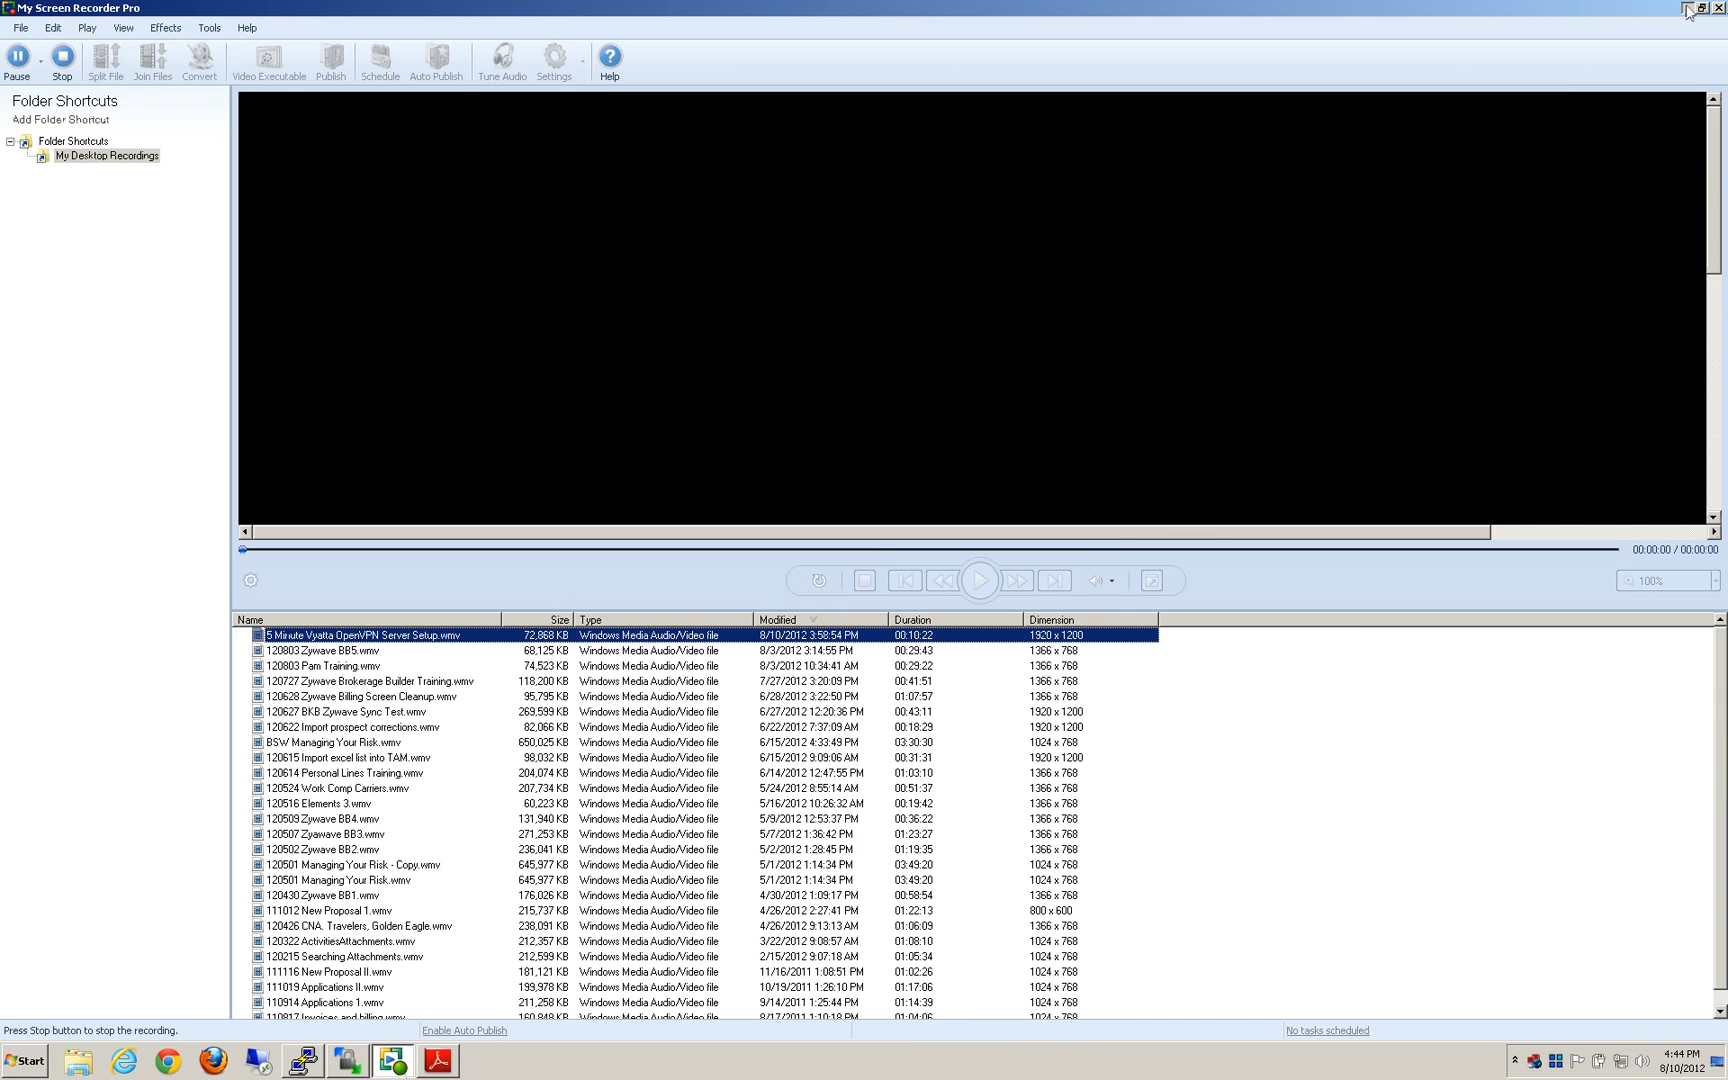 My Screen Recorder Pro
File Edit Play View Effects Tools Help
Pause Stop Split File Join Files Convert Video Executable Publish Schedule Auto Publish Tune Audio Settings Help
Folder Shortcuts
Add Folder Shortcut
Folder Shortcuts
My Desktop Recordings
00:00:00 / 00:00:00
100%
Name Size Type Modified Duration Dimension
5 Minute Vyatta OpenVPN Server Setup.wmv 72,868 KB Windows Media Audio/Video file 8/10/2012 3:58:54 PM 00:10:22 1920 x 1200
120803 Zywave BB5.wmv 68,125 KB Windows Media Audio/Video file 8/3/2012 3:14:55 PM 00:29:43 1366 x 768
120803 Pam Training.wmv 74,523 KB Windows Media Audio/Video file 8/3/2012 10:34:41 AM 00:29:22 1366 x 768
120727 Zywave Brokerage Builder Training.wmv 118,200 KB Windows Media Audio/Video file 7/27/2012 3:20:09 PM 00:41:51 1366 x 768
120628 Zywave Billing Screen Cleanup.wmv 95,795 KB Windows Media Audio/Video file 6/28/2012 3:22:50 PM 01:07:57 1366 x 768
120627 BKB Zywave Sync Test.wmv 269,599 KB Windows Media Audio/Video file 6/27/2012 12:20:36 PM 00:43:11 1920 x 1200
120622 Import prospect corrections.wmv 82,066 KB Windows Media Audio/Video file 6/22/2012 7:37:09 AM 00:18:29 1920 x 1200
BSW Managing Your Risk.wmv 650,025 KB Windows Media Audio/Video file 6/15/2012 4:33:49 PM 03:30:30 1024 x 768
120615 Import excel list into TAM.wmv 98,032 KB Windows Media Audio/Video file 6/15/2012 9:09:06 AM 00:31:31 1920 x 1200
120614 Personal Lines Training.wmv 204,074 KB Windows Media Audio/Video file 6/14/2012 12:47:55 PM 01:03:10 1366 x 768
120524 Work Comp Carriers.wmv 207,734 KB Windows Media Audio/Video file 5/24/2012 8:55:14 AM 00:51:37 1366 x 768
120516 Elements 3.wmv 60,223 KB Windows Media Audio/Video file 5/16/2012 10:26:32 AM 00:19:42 1366 x 768
120509 Zywave BB4.wmv 131,940 KB Windows Media Audio/Video file 5/9/2012 12:53:37 PM 00:36:22 1366 x 768
120507 Zyawave BB3.wmv 271,253 KB Windows Media Audio/Video file 5/7/2012 1:36:42 PM 01:23:27 1366 x 768
120502 Zywave BB2.wmv 236,041 KB Windows Media Audio/Video file 5/2/2012 1:28:45 PM 01:19:35 1366 x 768
120501 Managing Your Risk - Copy.wmv 645,977 KB Windows Media Audio/Video file 5/1/2012 1:14:34 PM 03:49:20 1024 x 768
120501 Managing Your Risk.wmv 645,977 KB Windows Media Audio/Video file 5/1/2012 1:14:34 PM 03:49:20 1024 x 768
120430 Zywave BB1.wmv 176,026 KB Windows Media Audio/Video file 4/30/2012 1:09:17 PM 00:58:54 1366 x 768
111012 New Proposal 1.wmv 215,737 KB Windows Media Audio/Video file 4/26/2012 2:27:41 PM 01:22:13 800 x 600
120426 CNA. Travelers, Golden Eagle.wmv 238,091 KB Windows Media Audio/Video file 4/26/2012 9:13:13 AM 01:06:09 1366 x 768
120322 ActivitiesAttachments.wmv 212,357 KB Windows Media Audio/Video file 3/22/2012 9:08:57 AM 01:08:10 1024 x 768
120215 Searching Attachments.wmv 212,599 KB Windows Media Audio/Video file 2/15/2012 9:07:18 AM 01:05:34 1024 x 768
111116 New Proposal II.wmv 181,121 KB Windows Media Audio/Video file 11/16/2011 1:08:51 PM 01:02:26 1024 x 768
111019 Applications II.wmv 199,978 KB Windows Media Audio/Video file 10/19/2011 1:26:10 PM 01:17:06 1024 x 768
110914 Applications 1.wmv 211,258 KB Windows Media Audio/Video file 9/14/2011 1:25:44 PM 01:14:39 1024 x 768
110817 Invoices and billing.wmv 160,848 KB Windows Media Audio/Video file 8/17/2011 1:10:18 PM 01:04:06 1024 x 768
Press Stop button to stop the recording. Enable Auto Publish No tasks scheduled
Start 4:44 PM
8/10/2012